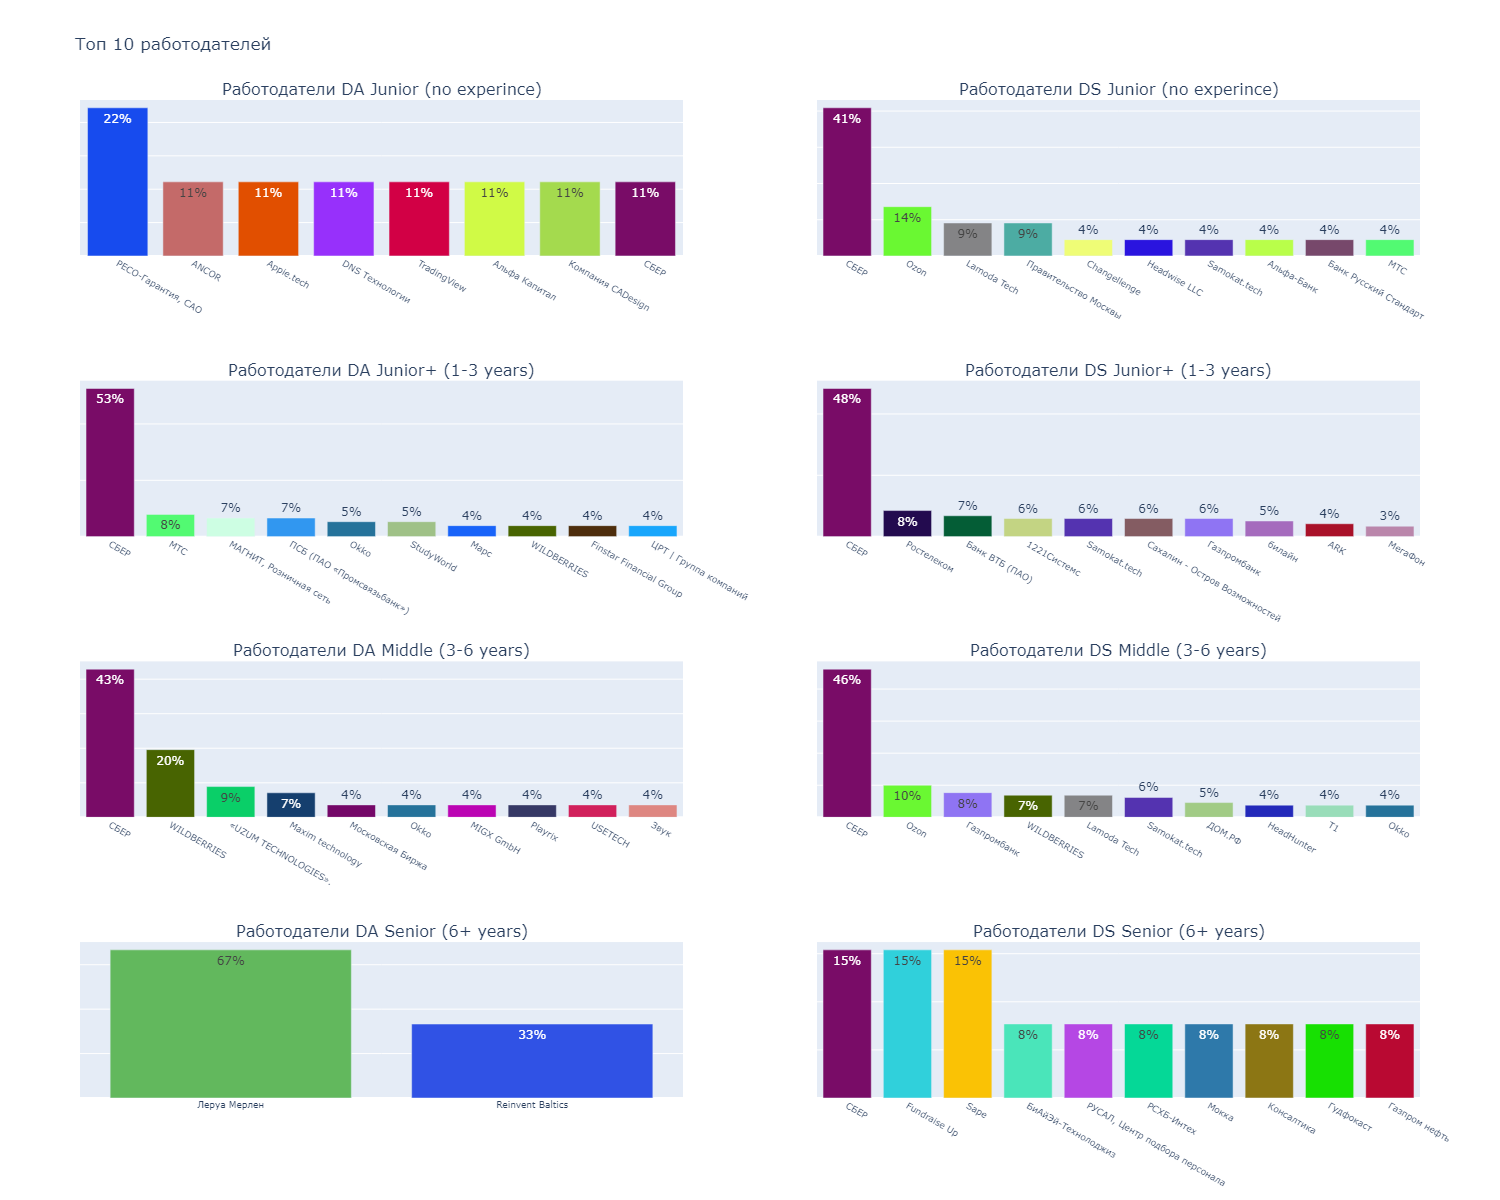 Топ 10 работодателей
Работодатели DA Junior (no experince)
22%
11%
11%
11%
11%
11%
11%
11%
РЕСО-Гарантия, САО
ANCOR
Appie.tech
DNS Технологии
TradingView
Альфа Капитал
Компания CADesign
СБЕР
Работодатели DS Junior (no experince)
41%
14%
9%
9%
4%
4%
4%
4%
4%
4%
СБЕР
Ozon
Lamoda Tech
Правительство Москвы
Changellenge
Headwise LLC
Samokat.tech
Альфа-Банк
Банк Русский Стандарт
МТС
Работодатели DA Junior+ (1-3 years)
53%
8%
7%
7%
5%
5%
4%
4%
4%
4%
СБЕР
МТС
МАГНИТ, Розничная сеть
ПСБ (ПАО «Промсвязьбанк»)
Okko
StudyWorld
Марс
WILDBERRIES
Finstar Financial Group
ЦРТ | Группа компаний
Работодатели DS Junior+ (1-3 years)
48%
8%
7%
6%
6%
6%
6%
5%
4%
3%
СБЕР
Ростелеком
Банк ВТБ (ПАО)
1221Системс
Samokat.tech
Сахалин - Остров Возможностей
Газпромбанк
билайн
ARK
МегаФон
Работодатели DA Middle (3-6 years)
43%
20%
9%
7%
4%
4%
4%
4%
4%
4%
СБЕР
WILDBERRIES
«UZUM TECHNOLOGIES».
Maxim technology
Московская Биржа
Okko
MIGX GmbH
Playrix
USETECH
Звук
Работодатели DS Middle (3-6 years)
46%
10%
8%
7%
7%
6%
5%
4%
4%
4%
СБЕР
Ozon
Газпромбанк
WILDBERRIES
Lamoda Tech
Samokat.tech
ДОМ.РФ
HeadHunter
Т1
Okko
Работодатели DA Senior (6+ years)
67%
33%
Леруа Мерлен
Reinvent Baltics
Работодатели DS Senior (6+ years)
15%
15%
15%
8%
8%
8%
8%
8%
8%
8%
СБЕР
Fundraise Up
Sape
БиАйЭй-Технолоджиз
РУСАЛ, Центр подбора персонала
РСХБ-Интех
Мокка
Консалтика
Гудфокаст
Газпром нефть